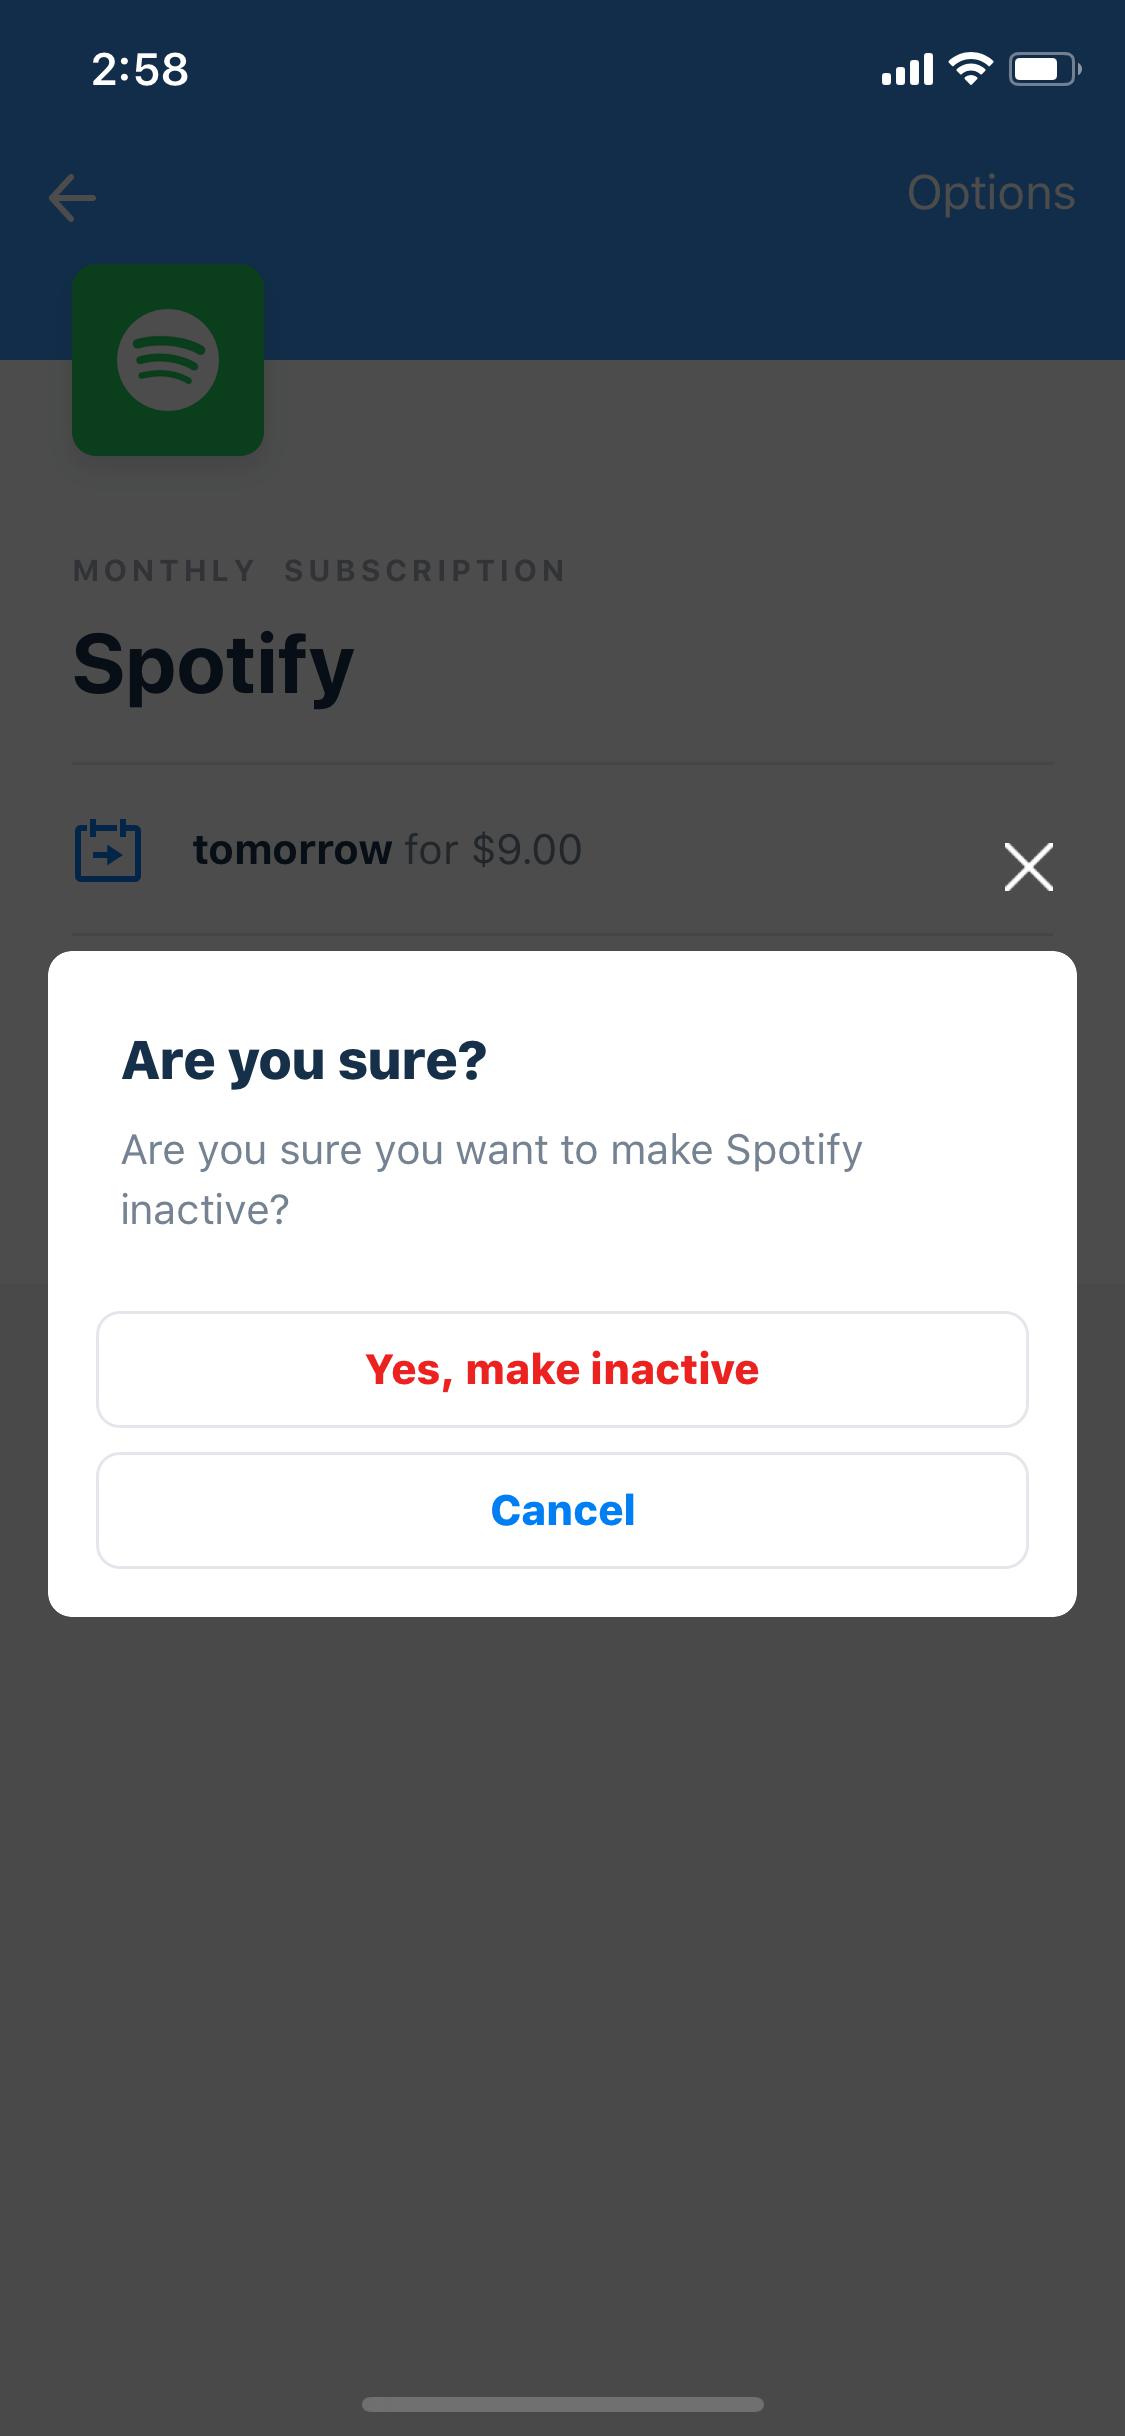 2:58
Options
MONTHLY SUBSCRIPTION
Spotify
tomorrow for $9.00
Are you sure?
Are you sure you want to make Spotify
inactive?
Yes, make inactive
Cancel